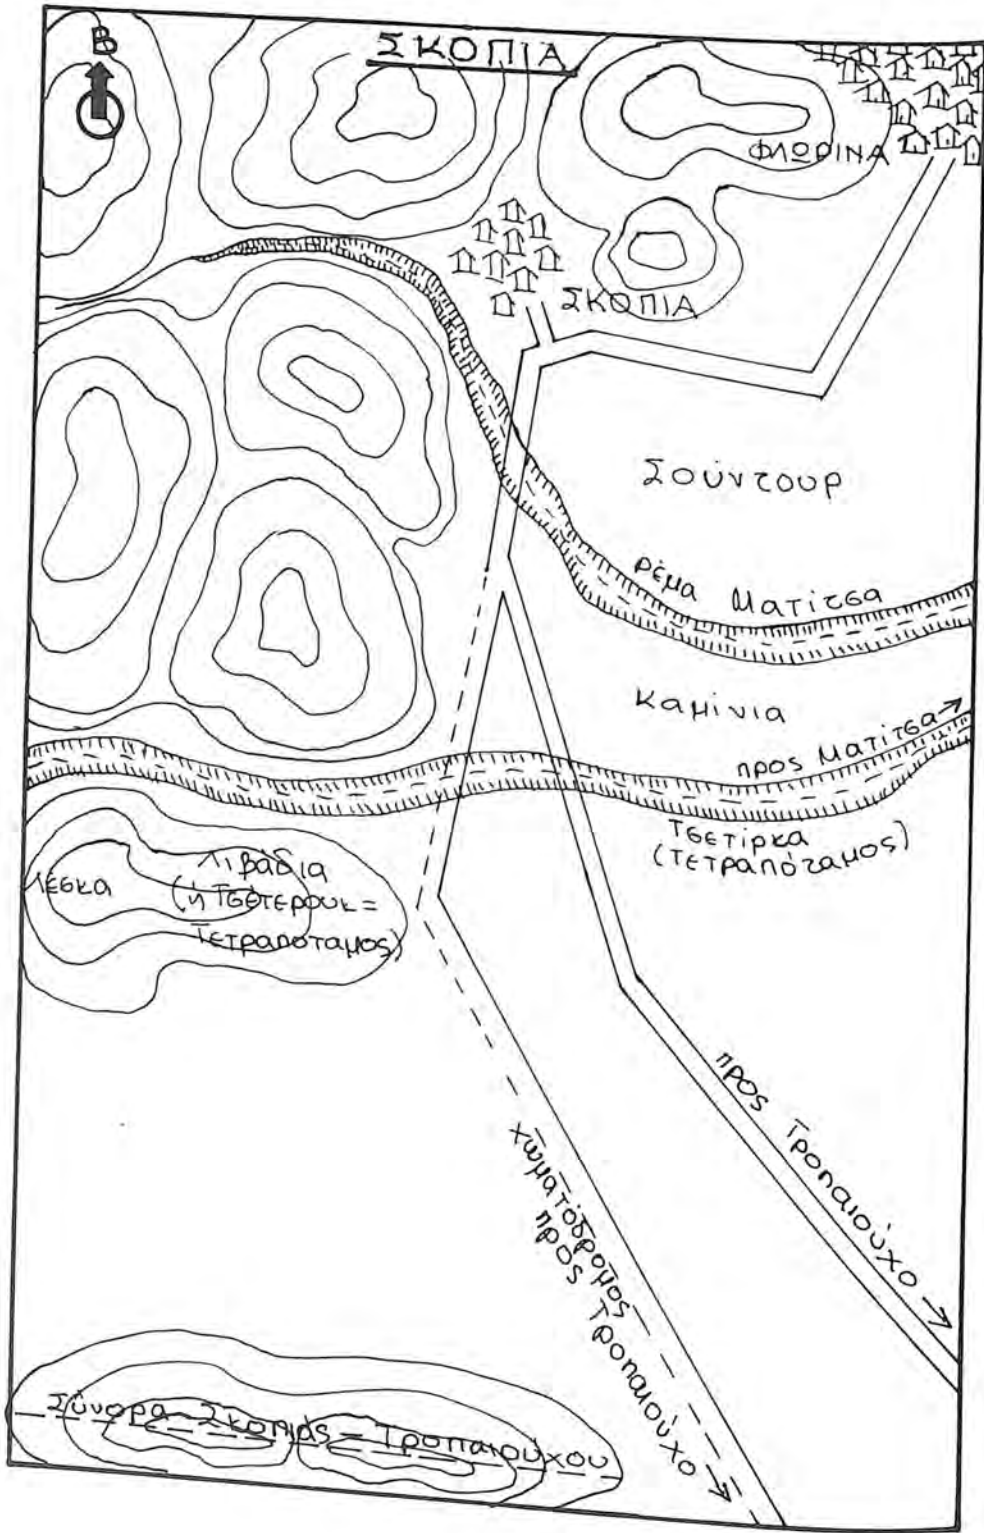 ΣΚΟΠΙΑ
Β
ΦΛΩΡΙΝΑ
ΣΚΟΠΙΑ
Σούντουρ
ρέμα Ματίτσα
Καμίνια
προς Ματίτσα →
Τσετίρκα
(Τετραπόταμος)
Λέσκα
Λιβάδια
(ή Τσέτερουκ =
Τετραπόταμος)
προς Τροπαιούχο →
χωματόδρομος
προς Τροπαιούχο →
Σύνορα Σκοπιάς - Τροπαιούχου